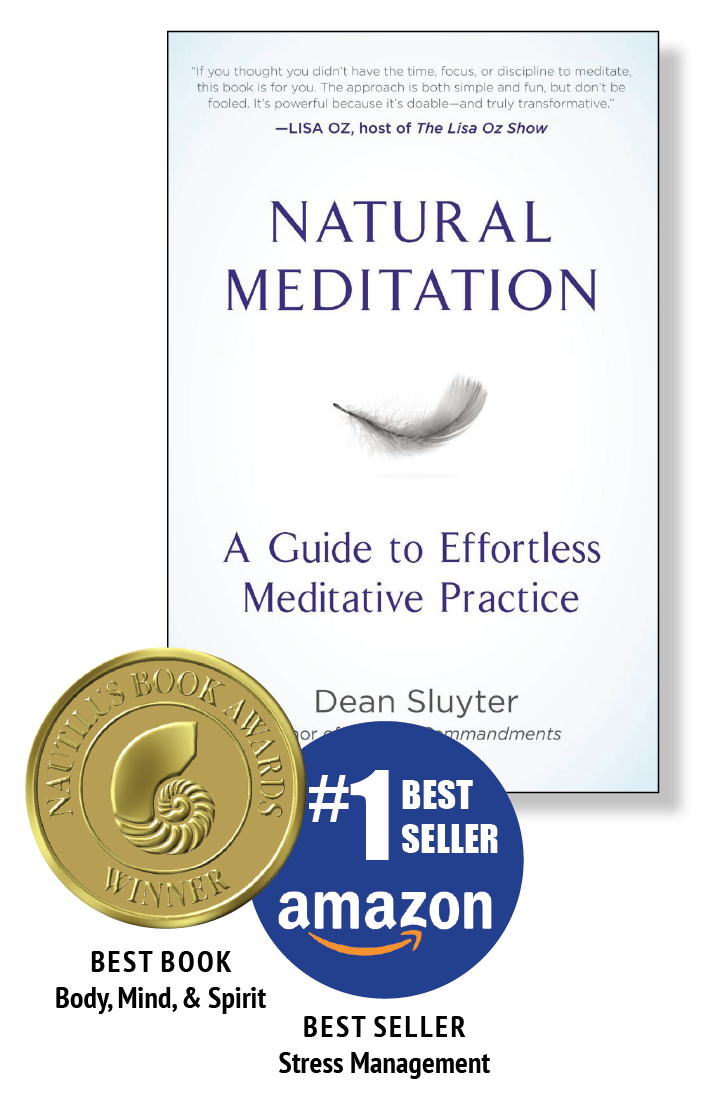 “If you thought you didn’t have the time, focus, or discipline to meditate,
this book is for you. The approach is both simple and fun, but don’t be
fooled. It’s powerful because it’s doable—and truly transformative.”
—LISA OZ, host of The Lisa Oz Show
NATURAL
MEDITATION
A Guide to Effortless
Meditative Practice
Dean Sluyter
NAUTILUS BOOK AWARDS
WINNER
#1 BEST
SELLER
amazon
BEST BOOK
Body, Mind, & Spirit
BEST SELLER
Stress Management